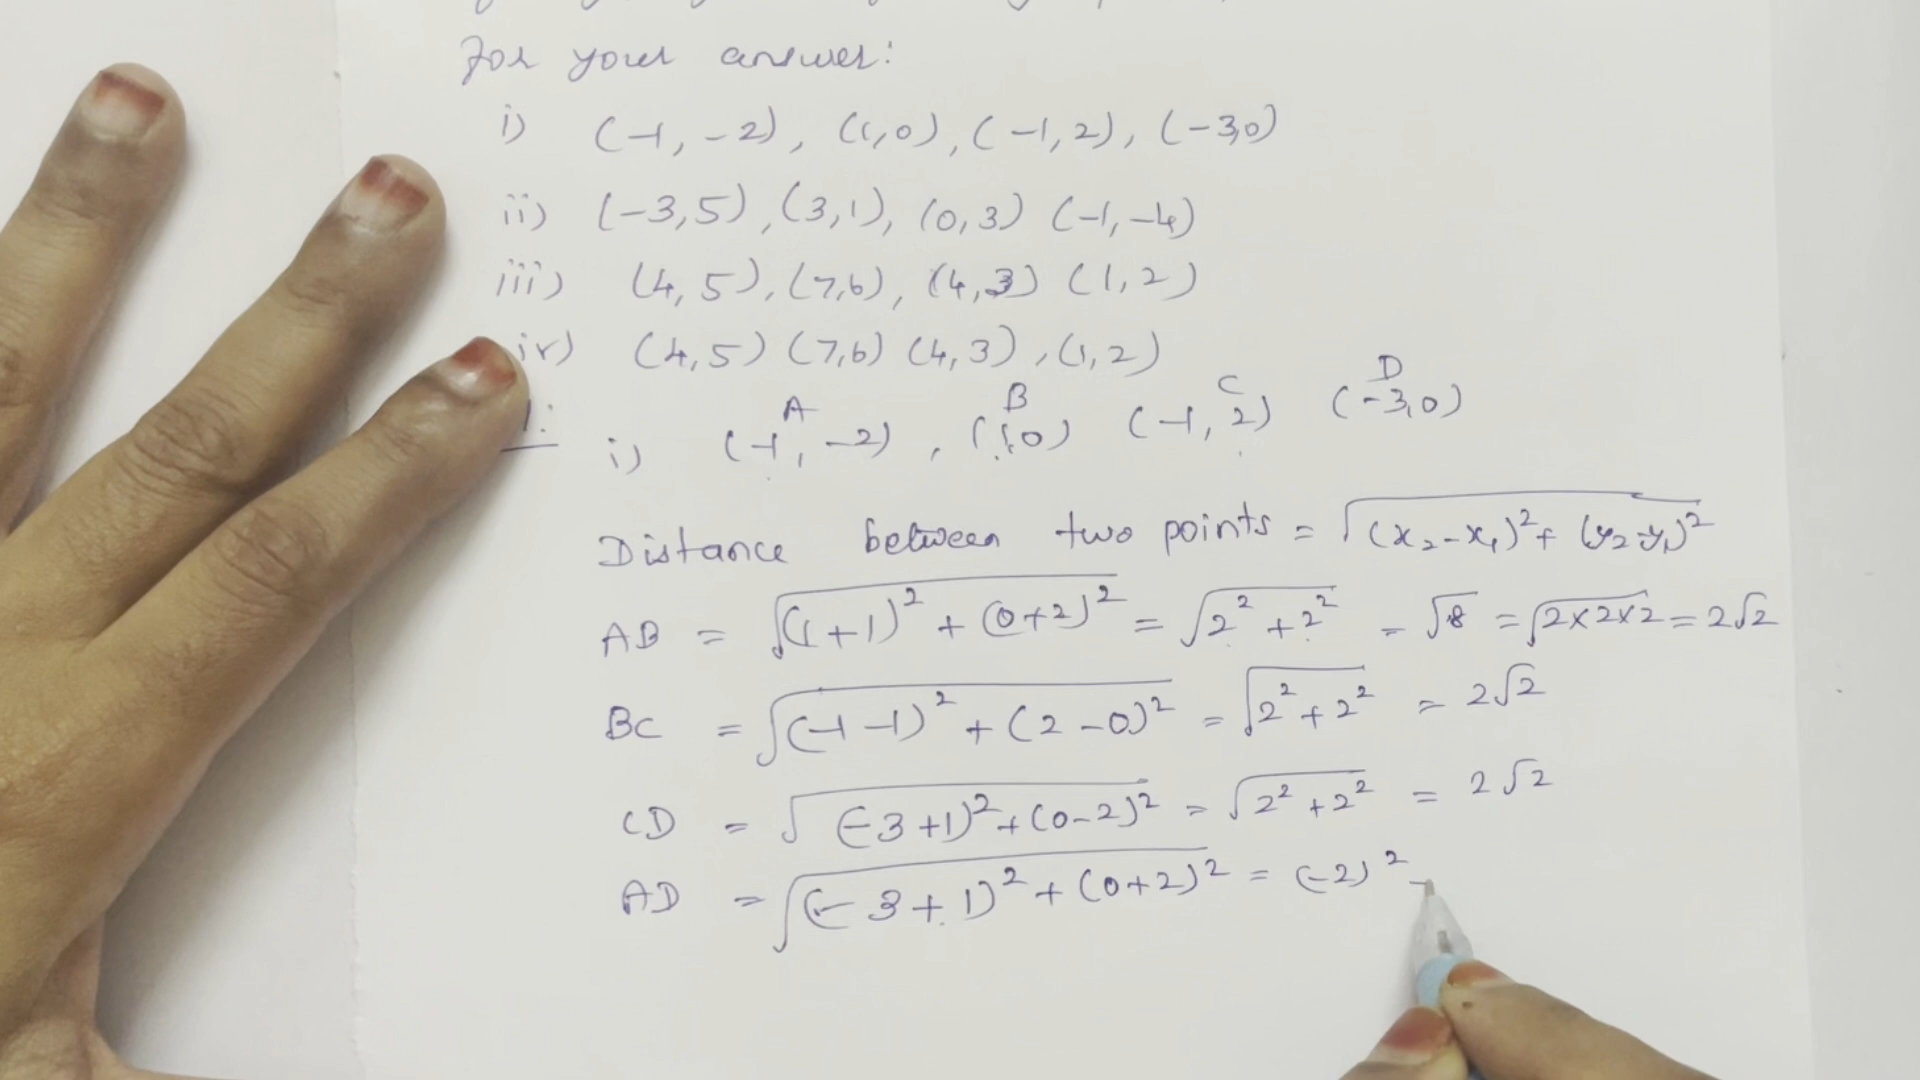 for your answer:
i) (-1, -2), (1,0), (-1, 2), (-3,0)
ii) (-3,5), (3,1), (0,3) (-1,-4)
iii) (4,5), (7,6), (4,3) (1,2)
iv) (4,5) (7,6) (4,3), (1,2)
A B C D
i) (-1, -2), (1,0) (-1, 2) (-3,0)
Distance between two points = √(x₂-x₁)²+(y₂-y₁)²
AB = √(1+1)² + (0+2)² = √2²+2² = √8 = √2×2×2 = 2√2
BC = √(-1-1)² + (2-0)² = √2²+2² = 2√2
CD = √(-3+1)²+(0-2)² = √2²+2² = 2√2
AD = √(-3+1)²+(0+2)² = (-2)²